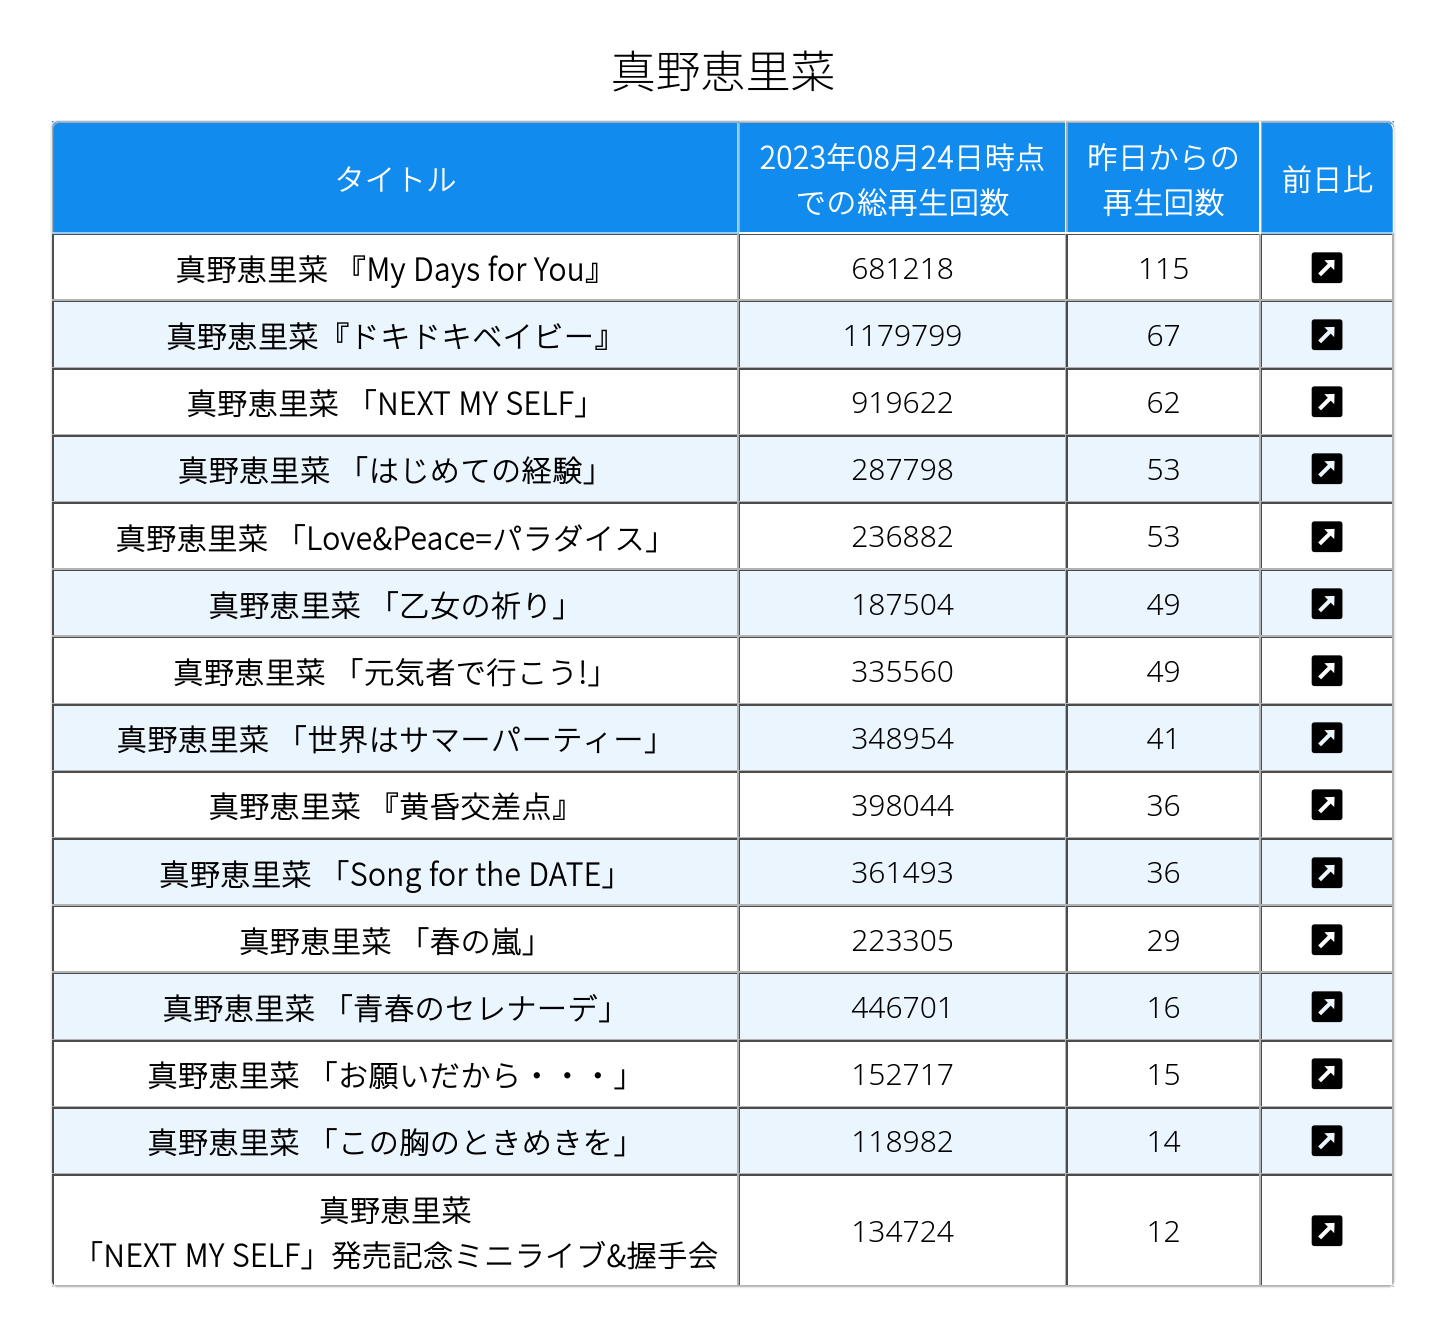 真野恵里菜
タイトル
2023年08月24日時点
での総再生回数
昨日からの
再生回数
前日比
真野恵里菜 『My Days for You』 681218 115
真野恵里菜『ドキドキベイビー』 1179799 67
真野恵里菜 「NEXT MY SELF」 919622 62
真野恵里菜 「はじめての経験」 287798 53
真野恵里菜 「Love&Peace=パラダイス」 236882 53
真野恵里菜 「乙女の祈り」 187504 49
真野恵里菜 「元気者で行こう!」 335560 49
真野恵里菜 「世界はサマーパーティー」 348954 41
真野恵里菜 『黄昏交差点』 398044 36
真野恵里菜 「Song for the DATE」 361493 36
真野恵里菜 「春の嵐」 223305 29
真野恵里菜 「青春のセレナーデ」 446701 16
真野恵里菜 「お願いだから・・・」 152717 15
真野恵里菜 「この胸のときめきを」 118982 14
真野恵里菜
「NEXT MY SELF」発売記念ミニライブ&握手会 134724 12